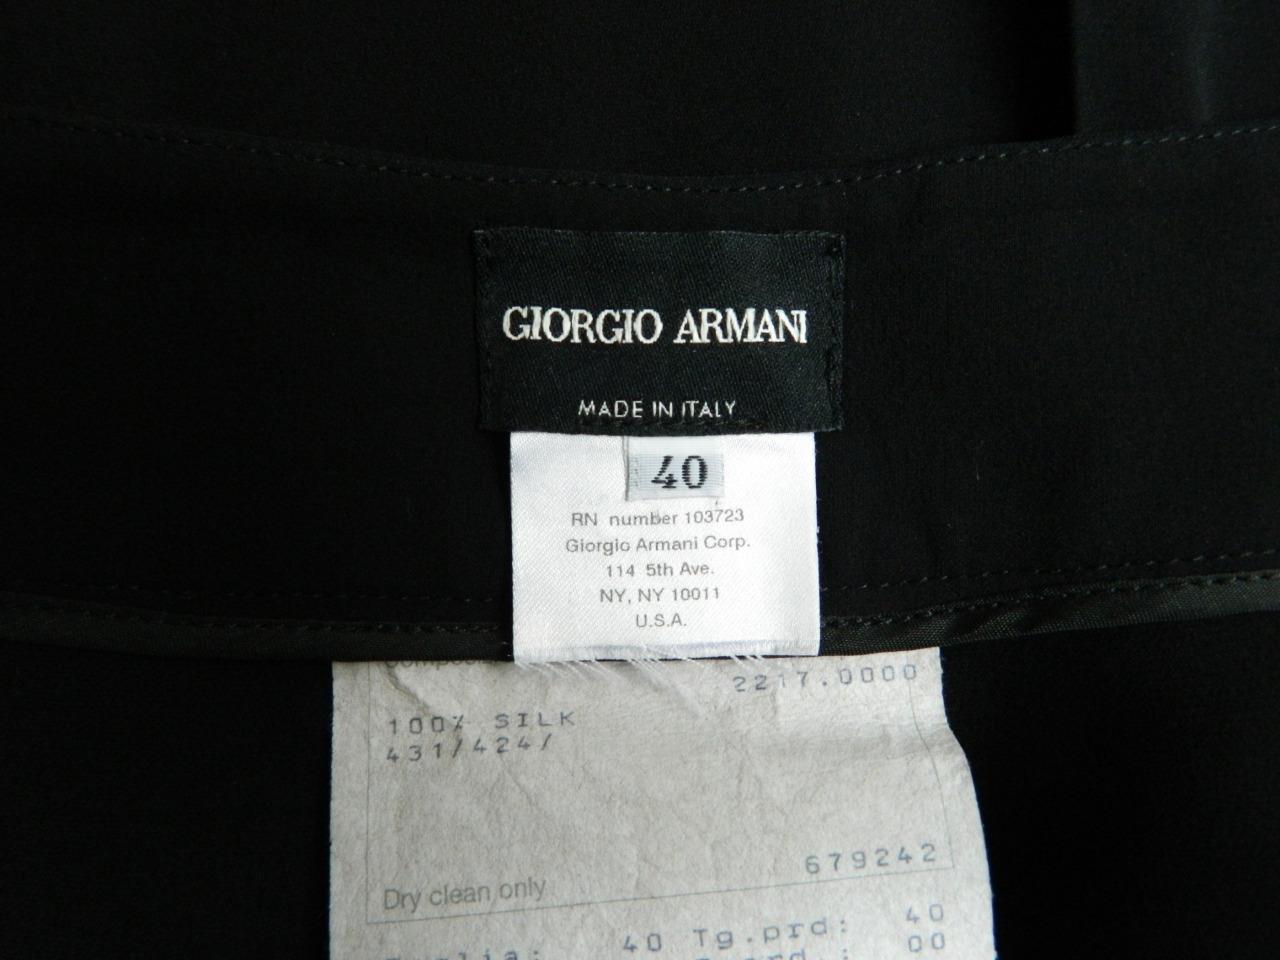 GIORGIO ARMANI
MADE IN ITALY
40
RN number 103723
Giorgio Armani Corp.
114 5th Ave.
NY, NY 10011
U.S.A.
2217.0000
100% SILK
431/424/
679242
Dry clean only
40 Tg.prd: 40
00